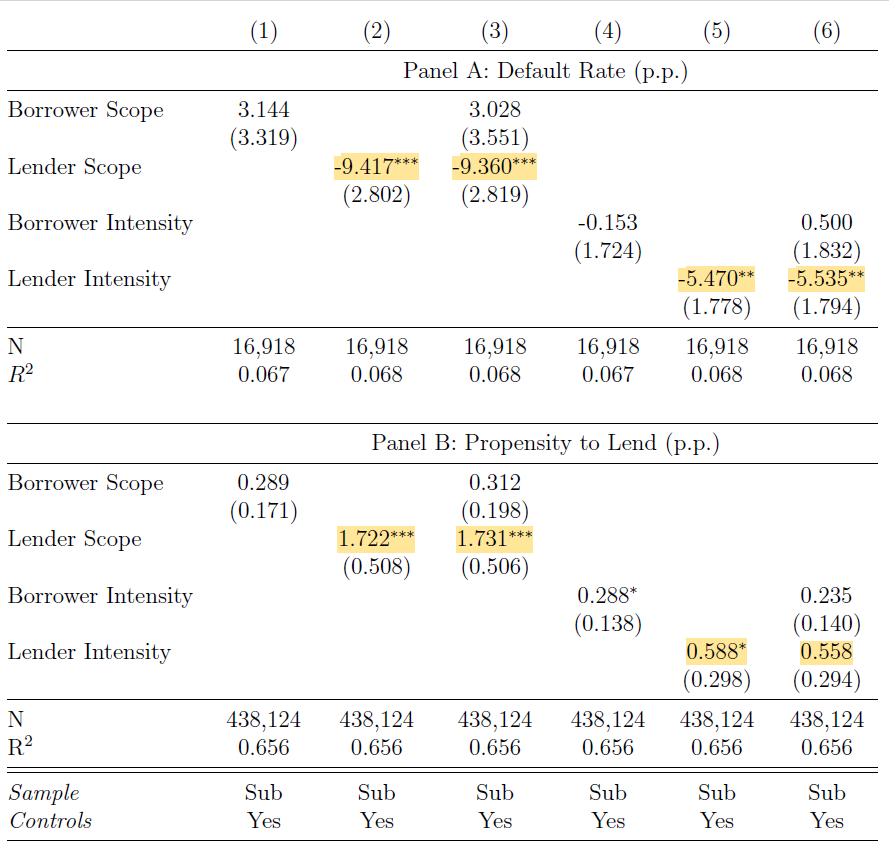 (1) (2) (3) (4) (5) (6)
Panel A: Default Rate (p.p.)
Borrower Scope 3.144 3.028
(3.319) (3.551)
Lender Scope -9.417*** -9.360***
(2.802) (2.819)
Borrower Intensity -0.153 0.500
(1.724) (1.832)
Lender Intensity -5.470** -5.535**
(1.778) (1.794)
N 16,918 16,918 16,918 16,918 16,918 16,918
R² 0.067 0.068 0.068 0.067 0.068 0.068
Panel B: Propensity to Lend (p.p.)
Borrower Scope 0.289 0.312
(0.171) (0.198)
Lender Scope 1.722*** 1.731***
(0.508) (0.506)
Borrower Intensity 0.288* 0.235
(0.138) (0.140)
Lender Intensity 0.588* 0.558
(0.298) (0.294)
N 438,124 438,124 438,124 438,124 438,124 438,124
R² 0.656 0.656 0.656 0.656 0.656 0.656
Sample Sub Sub Sub Sub Sub Sub
Controls Yes Yes Yes Yes Yes Yes